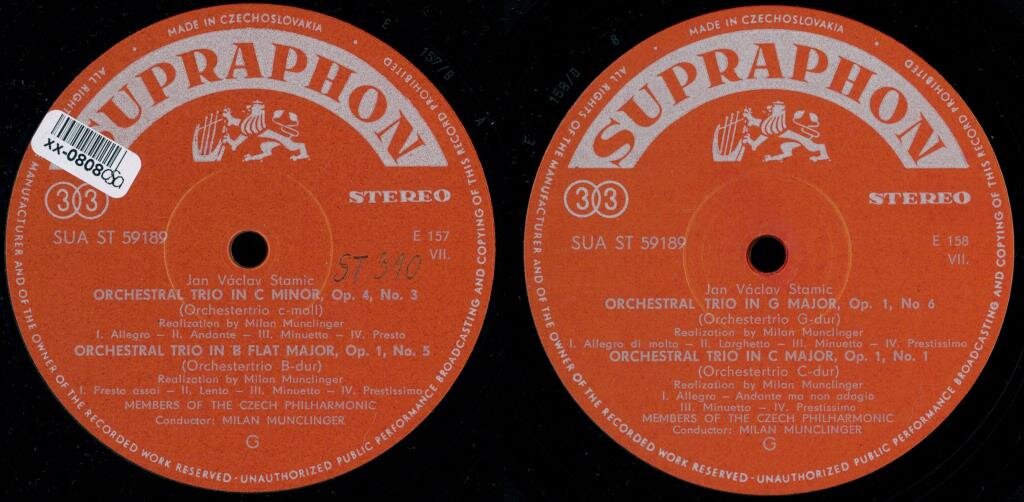 MADE IN CZECHOSLOVAKIA
ALL RIGHTS
MANUFACTURER AND OF THE OWNER OF THE RECORDED WORK RESERVED - UNAUTHORIZED PUBLIC PERFORMANCE BROADCASTING AND COPYING OF THIS RECORD PROHIBITED
E 157/B
A
SUPRAPHON
xx-0808
33
STEREO
SUA ST 59189
E 157
VII.
ST 310
Jan Václav Stamic
ORCHESTRAL TRIO IN C MINOR, Op. 4, No. 3
(Orchestertrio c-moll)
Realization by Milan Munclinger
I. Allegro — II. Andante — III. Minuetto — IV. Presto
ORCHESTRAL TRIO IN B FLAT MAJOR, Op. 1, No. 5
(Orchestertrio B-dur)
Realization by Milan Munclinger
I. Presto assai — II. Lento — III. Minuetto — IV. Prestissimo
MEMBERS OF THE CZECH PHILHARMONIC
Conductor: MILAN MUNCLINGER
G
MADE IN CZECHOSLOVAKIA
ALL RIGHTS OF THE MANUFACTURER AND OF THE OWNER OF THE RECORDED WORK RESERVED - UNAUTHORIZED PUBLIC PERFORMANCE BROADCASTING AND COPYING OF THIS RECORD PROHIBITED
E 158/D
B
SUPRAPHON
33
STEREO
SUA ST 59189
E 158
VII.
Jan Václav Stamic
ORCHESTRAL TRIO IN G MAJOR, Op. 1, No 6
(Orchestertrio G-dur)
Realization by Milan Munclinger
I. Allegro di molto — II. Larghetto — III. Minuetto — IV. Prestissimo
ORCHESTRAL TRIO IN C MAJOR, Op. 1, No. 1
(Orchestertrio C-dur)
Realization by Milan Munclinger
I. Allegro — Andante ma non adagio
III. Minuetto — IV. Prestissimo
MEMBERS OF THE CZECH PHILHARMONIC
Conductor: MILAN MUNCLINGER
G